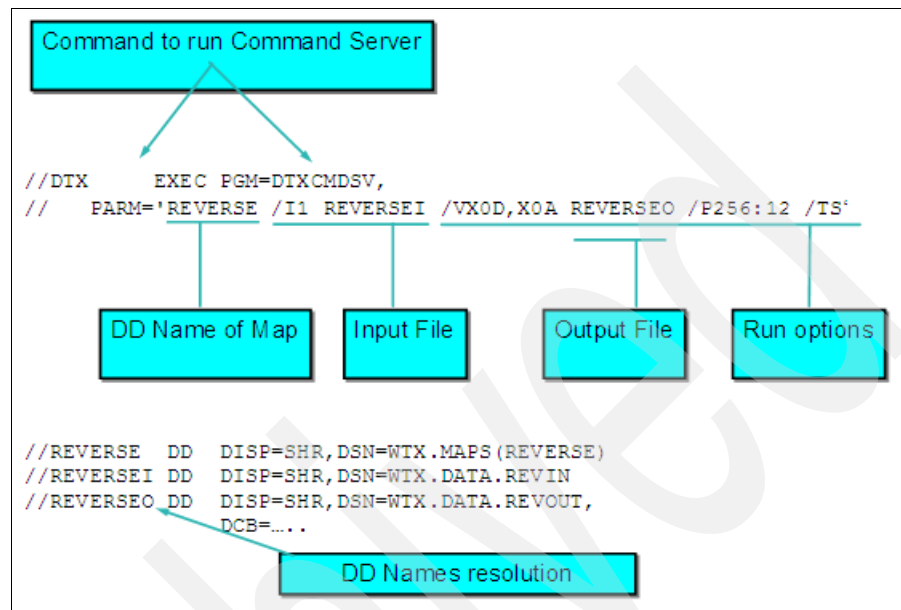 Command to run Command Server
//DTX EXEC PGM=DTXCMDSV,
// PARM='REVERSE /I1 REVERSEI /VX0D,X0A REVERSEO /P256:12 /TS‘
DD Name of Map
Input File
Output File
Run options
//REVERSE DD DISP=SHR,DSN=WTX.MAPS(REVERSE)
//REVERSEI DD DISP=SHR,DSN=WTX.DATA.REVIN
//REVERSEO DD DISP=SHR,DSN=WTX.DATA.REVOUT,
DCB=…..
DD Names resolution